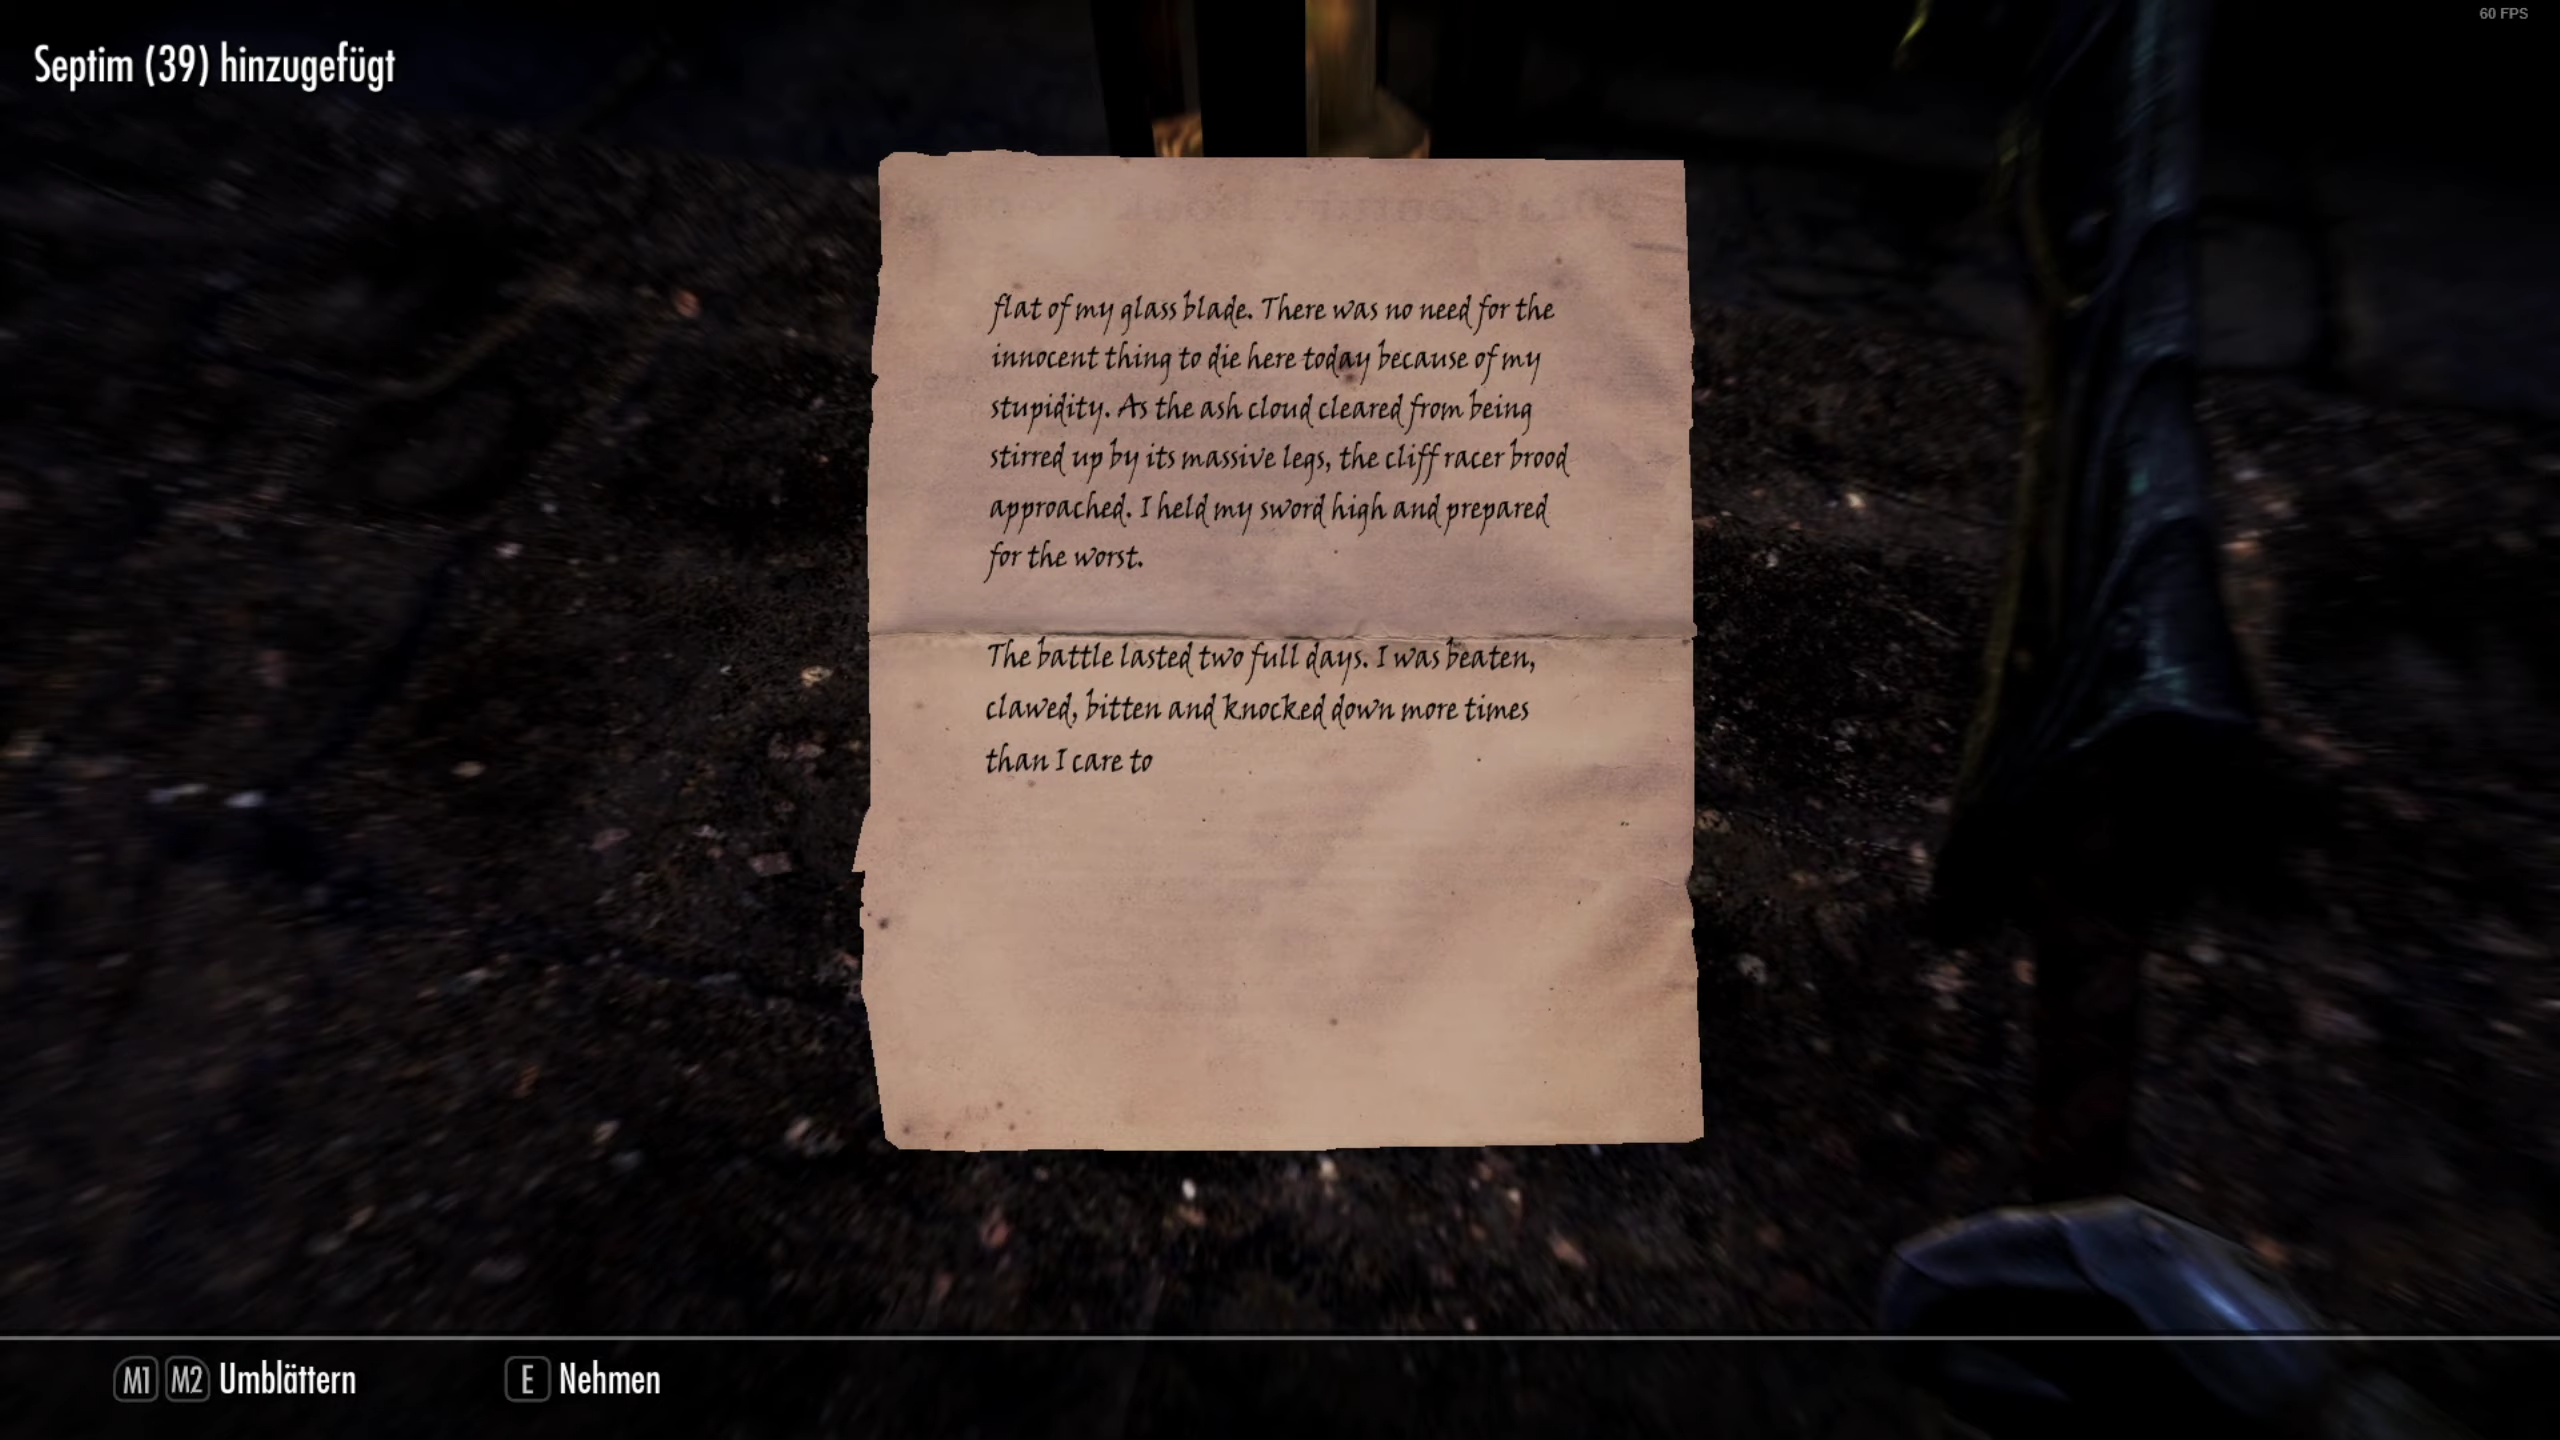 60 FPS
Septim (39) hinzugefügt
flat of my glass blade. There was no need for the
innocent thing to die here today because of my
stupidity. As the ash cloud cleared from being
stirred up by its massive legs, the cliff racer brood
approached. I held my sword high and prepared
for the worst.
The battle lasted two full days. I was beaten,
clawed, bitten and knocked down more times
than I care to
M1 M2 Umblättern E Nehmen